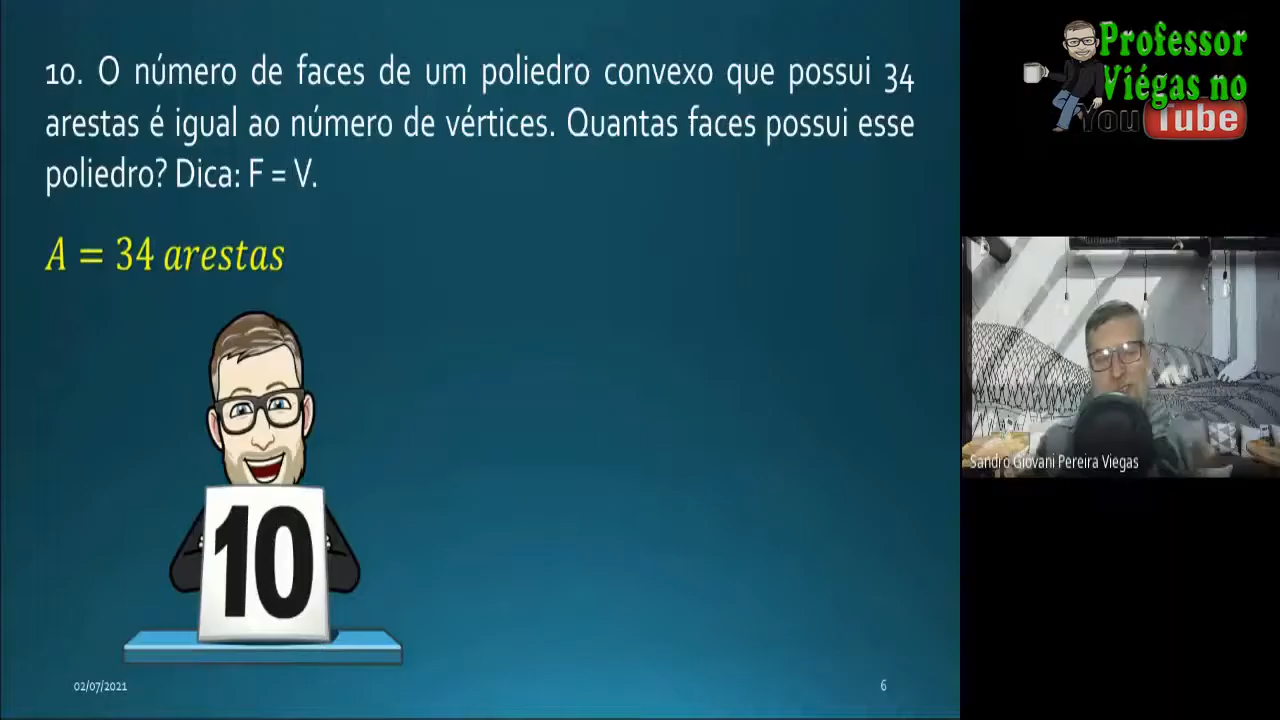 10. O número de faces de um poliedro convexo que possui 34
arestas é igual ao número de vértices. Quantas faces possui esse
poliedro? Dica: F = V.
A = 34 arestas
10
02/07/2021
6
Professor
Viégas no
YouTube
Sandro Giovani Pereira Viegas